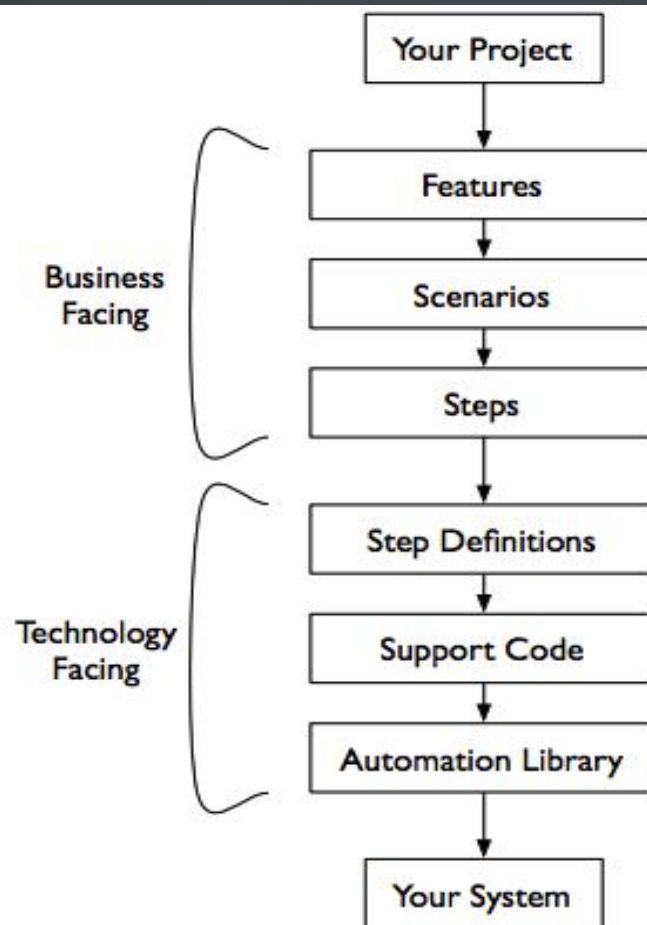 Your Project
Features
Scenarios
Steps
Business
Facing
Step Definitions
Support Code
Automation Library
Technology
Facing
Your System